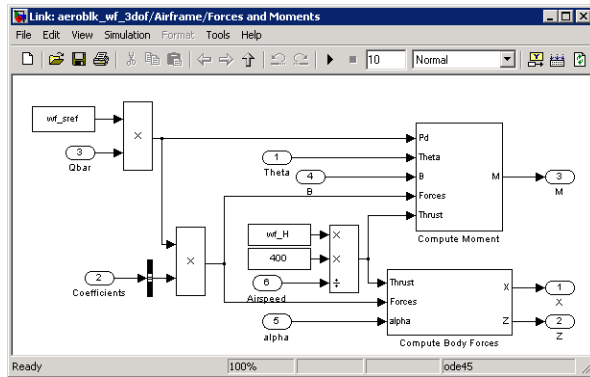 Link: aeroblk_wf_3dof/Airframe/Forces and Moments
File Edit View Simulation Format Tools Help
10 Normal
wf_sref
×
3
Qbar
Pd
1
Theta
Theta
4
B
B
M
3
M
Forces
Thrust
Compute Moment
×
wf_H
×
400
×
6
÷
Airspeed
2
Coefficients
Thrust
X
1
X
Forces
5
alpha
alpha
Z
2
Z
Compute Body Forces
Ready 100% ode45